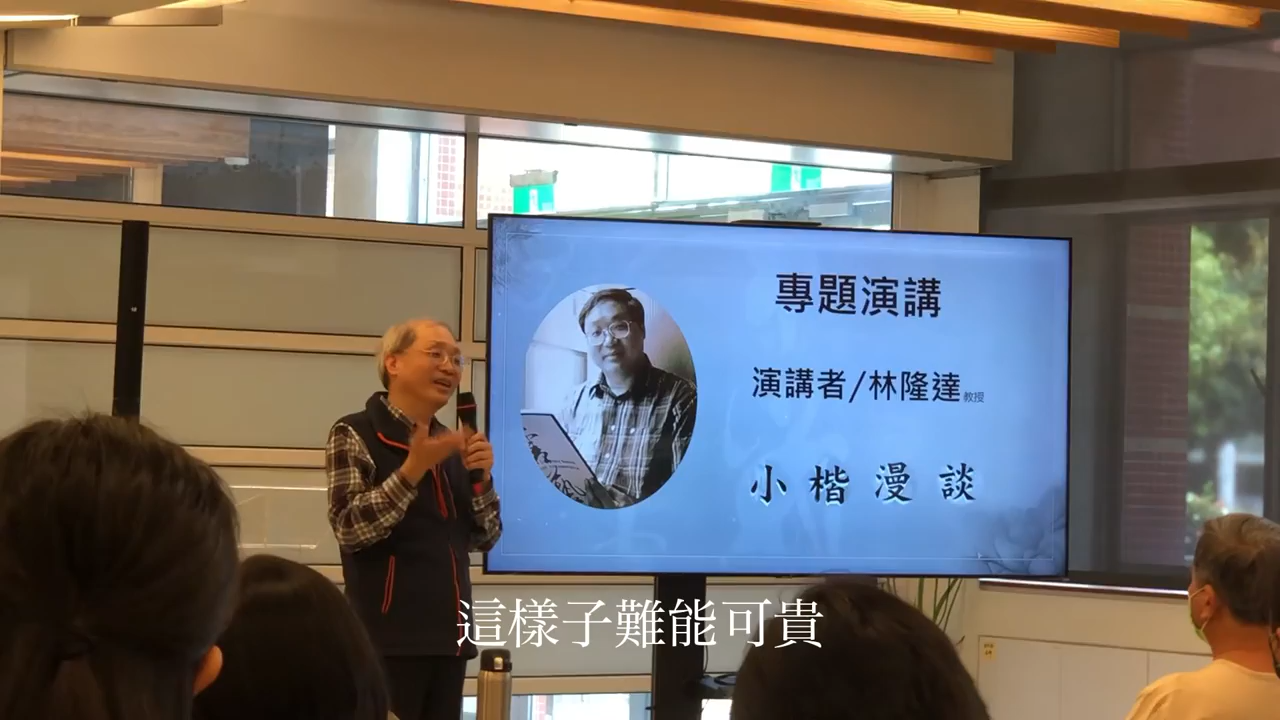 專題演講
演講者/林隆達教授
小楷漫談
這樣子難能可貴